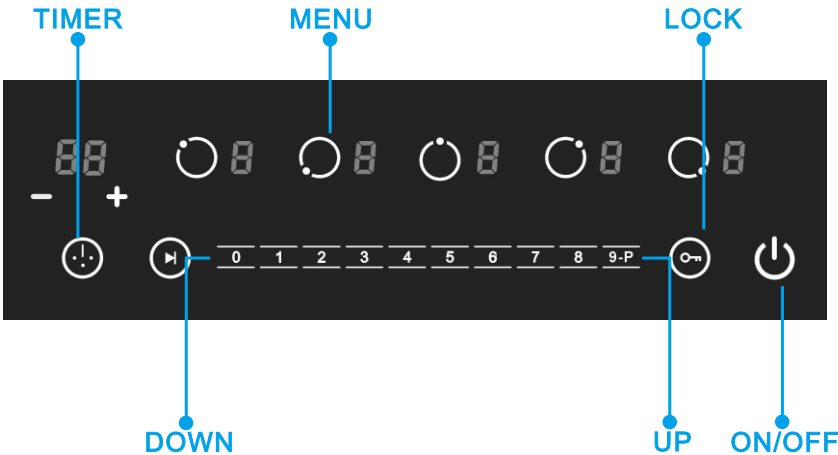 TIMER MENU LOCK
88 8 8 8 8 8
- +
0 1 2 3 4 5 6 7 8 9-P
DOWN UP ON/OFF